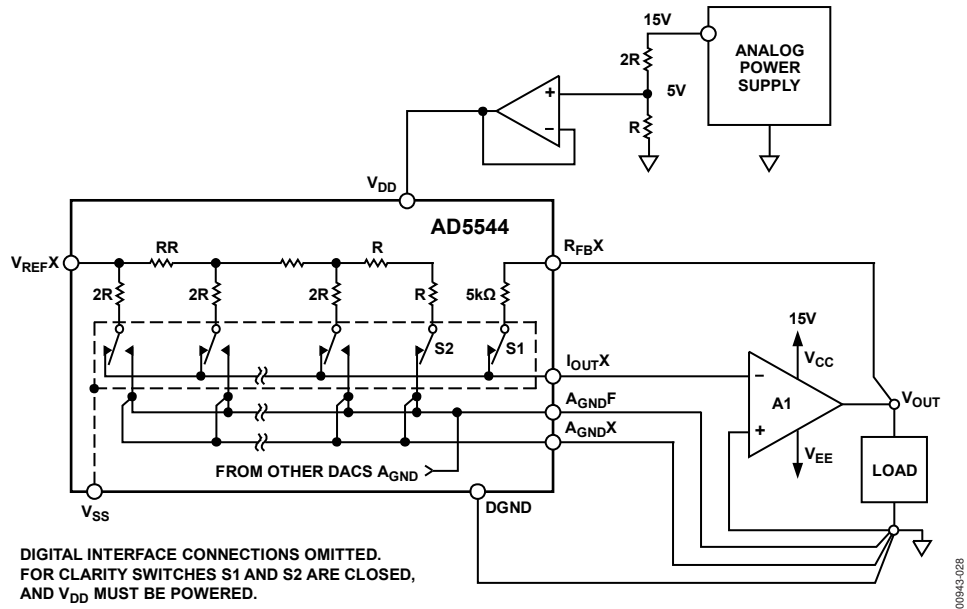 15V
ANALOG
POWER
SUPPLY
2R
5V
+
−
R
VDD
AD5544
VREFX
RR
R
RFBX
2R
2R
2R
R
5kΩ
S2
S1
IOUTX
AGNDF
AGNDX
15V
VCC
−
A1
+
VEE
VOUT
LOAD
FROM OTHER DACS AGND
VSS
DGND
DIGITAL INTERFACE CONNECTIONS OMITTED.
FOR CLARITY SWITCHES S1 AND S2 ARE CLOSED,
AND VDD MUST BE POWERED.
00943-028